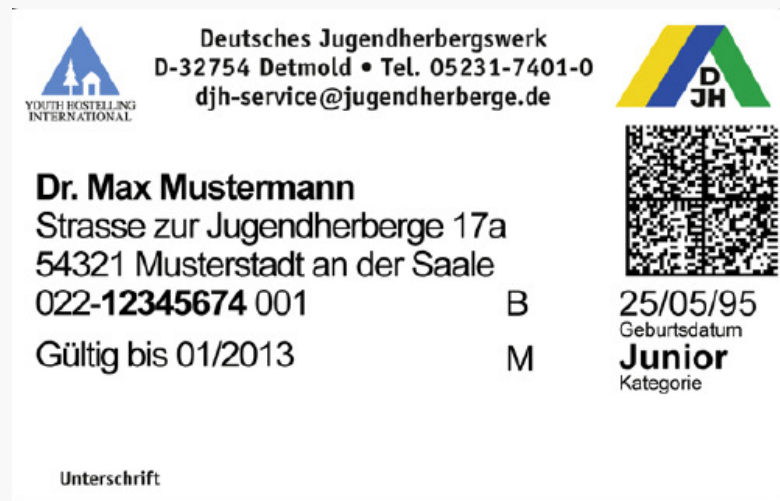 YOUTH HOSTELLING
INTERNATIONAL
Deutsches Jugendherbergswerk
D-32754 Detmold • Tel. 05231-7401-0
djh-service@jugendherberge.de
D
JH
Dr. Max Mustermann
Strasse zur Jugendherberge 17a
54321 Musterstadt an der Saale
022-12345674 001 B
Gültig bis 01/2013 M
25/05/95
Geburtsdatum
Junior
Kategorie
Unterschrift